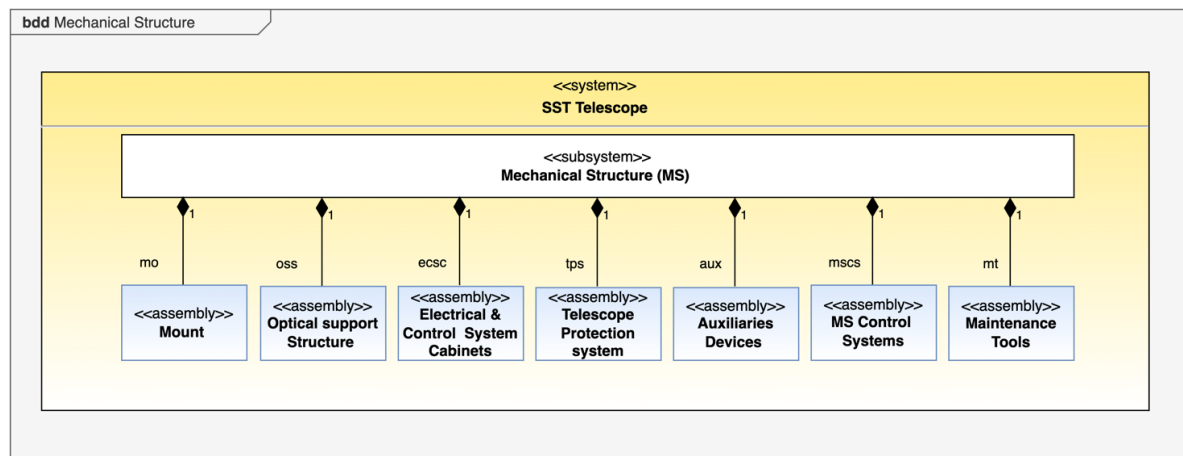 bdd Mechanical Structure
<<system>>
SST Telescope
<<subsystem>>
Mechanical Structure (MS)
1 1 1 1 1 1 1
mo oss ecsc tps aux mscs mt
<<assembly>>
Mount
<<assembly>>
Optical support
Structure
<<assembly>>
Electrical &
Control System
Cabinets
<<assembly>>
Telescope
Protection
system
<<assembly>>
Auxiliaries
Devices
<<assembly>>
MS Control
Systems
<<assembly>>
Maintenance
Tools